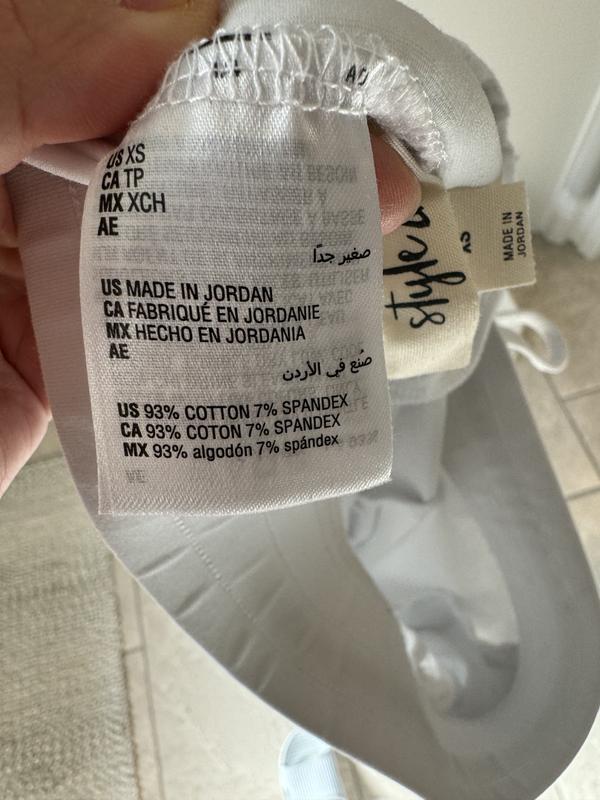 US XS
CA TP
MX XCH
AE
صغير جدًا
US MADE IN JORDAN
CA FABRIQUÉ EN JORDANIE
MX HECHO EN JORDANIA
AE
صُنع في الأردن
US 93% COTTON 7% SPANDEX
CA 93% COTON 7% SPANDEX
MX 93% algodón 7% spándex
style
XS
MADE IN
JORDAN